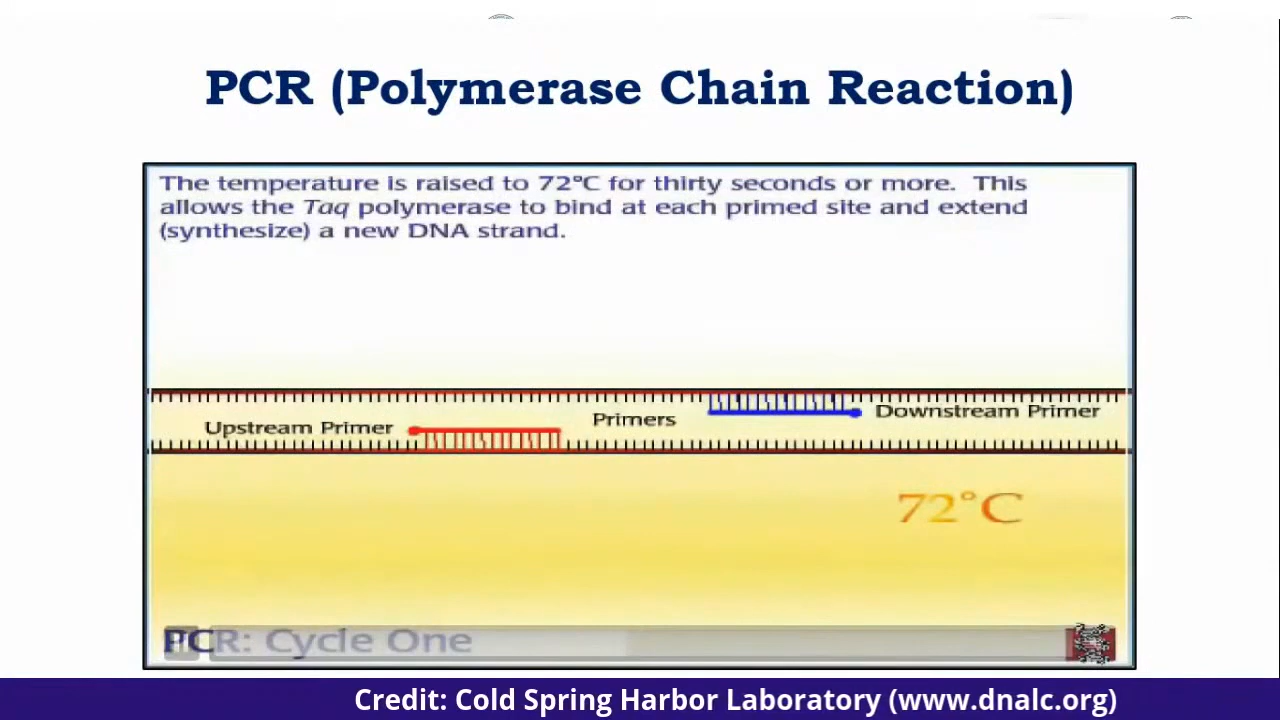 PCR (Polymerase Chain Reaction)
The temperature is raised to 72°C for thirty seconds or more. This
allows the Taq polymerase to bind at each primed site and extend
(synthesize) a new DNA strand.
Downstream Primer
Primers
Upstream Primer
72°C
PCR: Cycle One
Credit: Cold Spring Harbor Laboratory (www.dnalc.org)